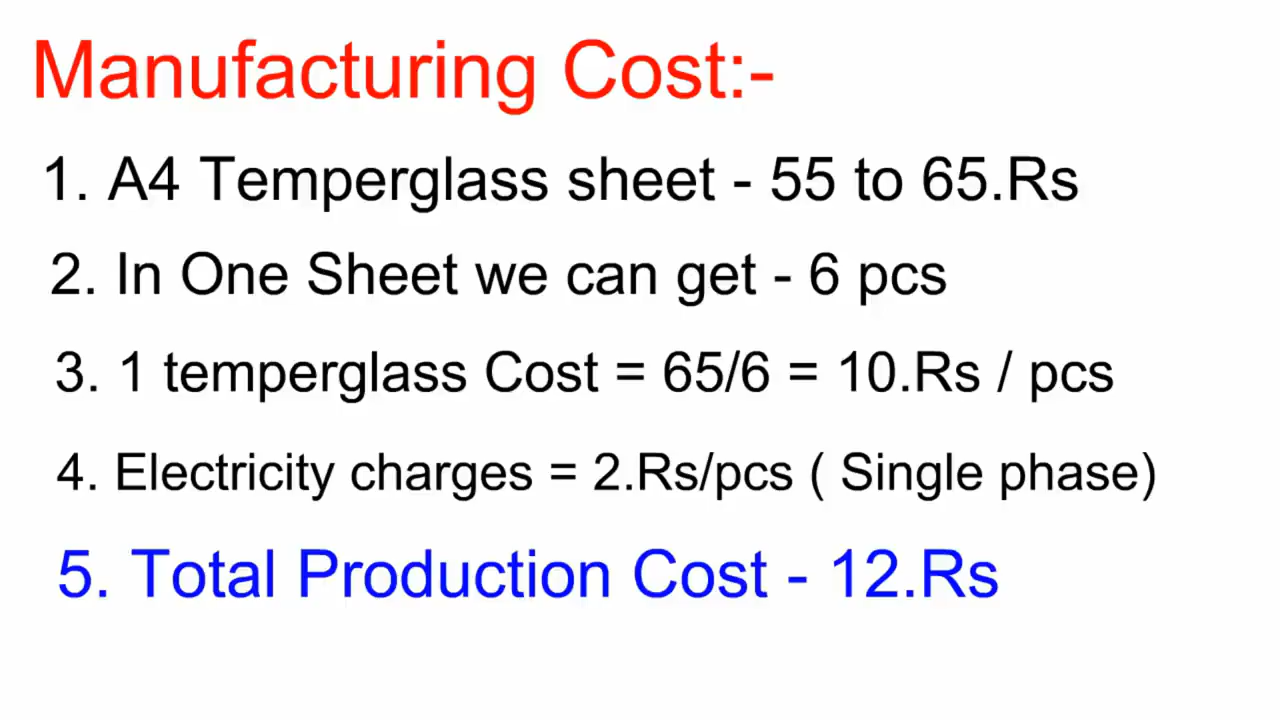 Manufacturing Cost:-
1. A4 Temperglass sheet - 55 to 65.Rs
2. In One Sheet we can get - 6 pcs
3. 1 temperglass Cost = 65/6 = 10.Rs / pcs
4. Electricity charges = 2.Rs/pcs ( Single phase)
5. Total Production Cost - 12.Rs